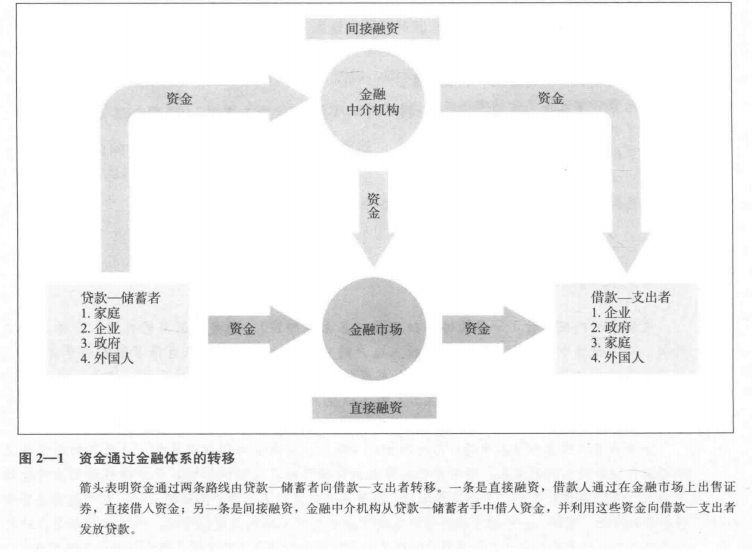 间接融资
资金
金融
中介机构
资金
资金
贷款—储蓄者
1. 家庭
2. 企业
3. 政府
4. 外国人
资金
金融市场
资金
借款—支出者
1. 企业
2. 政府
3. 家庭
4. 外国人
直接融资
图 2—1 资金通过金融体系的转移
箭头表明资金通过两条路线由贷款—储蓄者向借款—支出者转移。一条是直接融资，借款人通过在金融市场上出售证
券，直接借入资金；另一条是间接融资，金融中介机构从贷款—储蓄者手中借入资金，并利用这些资金向借款—支出者
发放贷款。